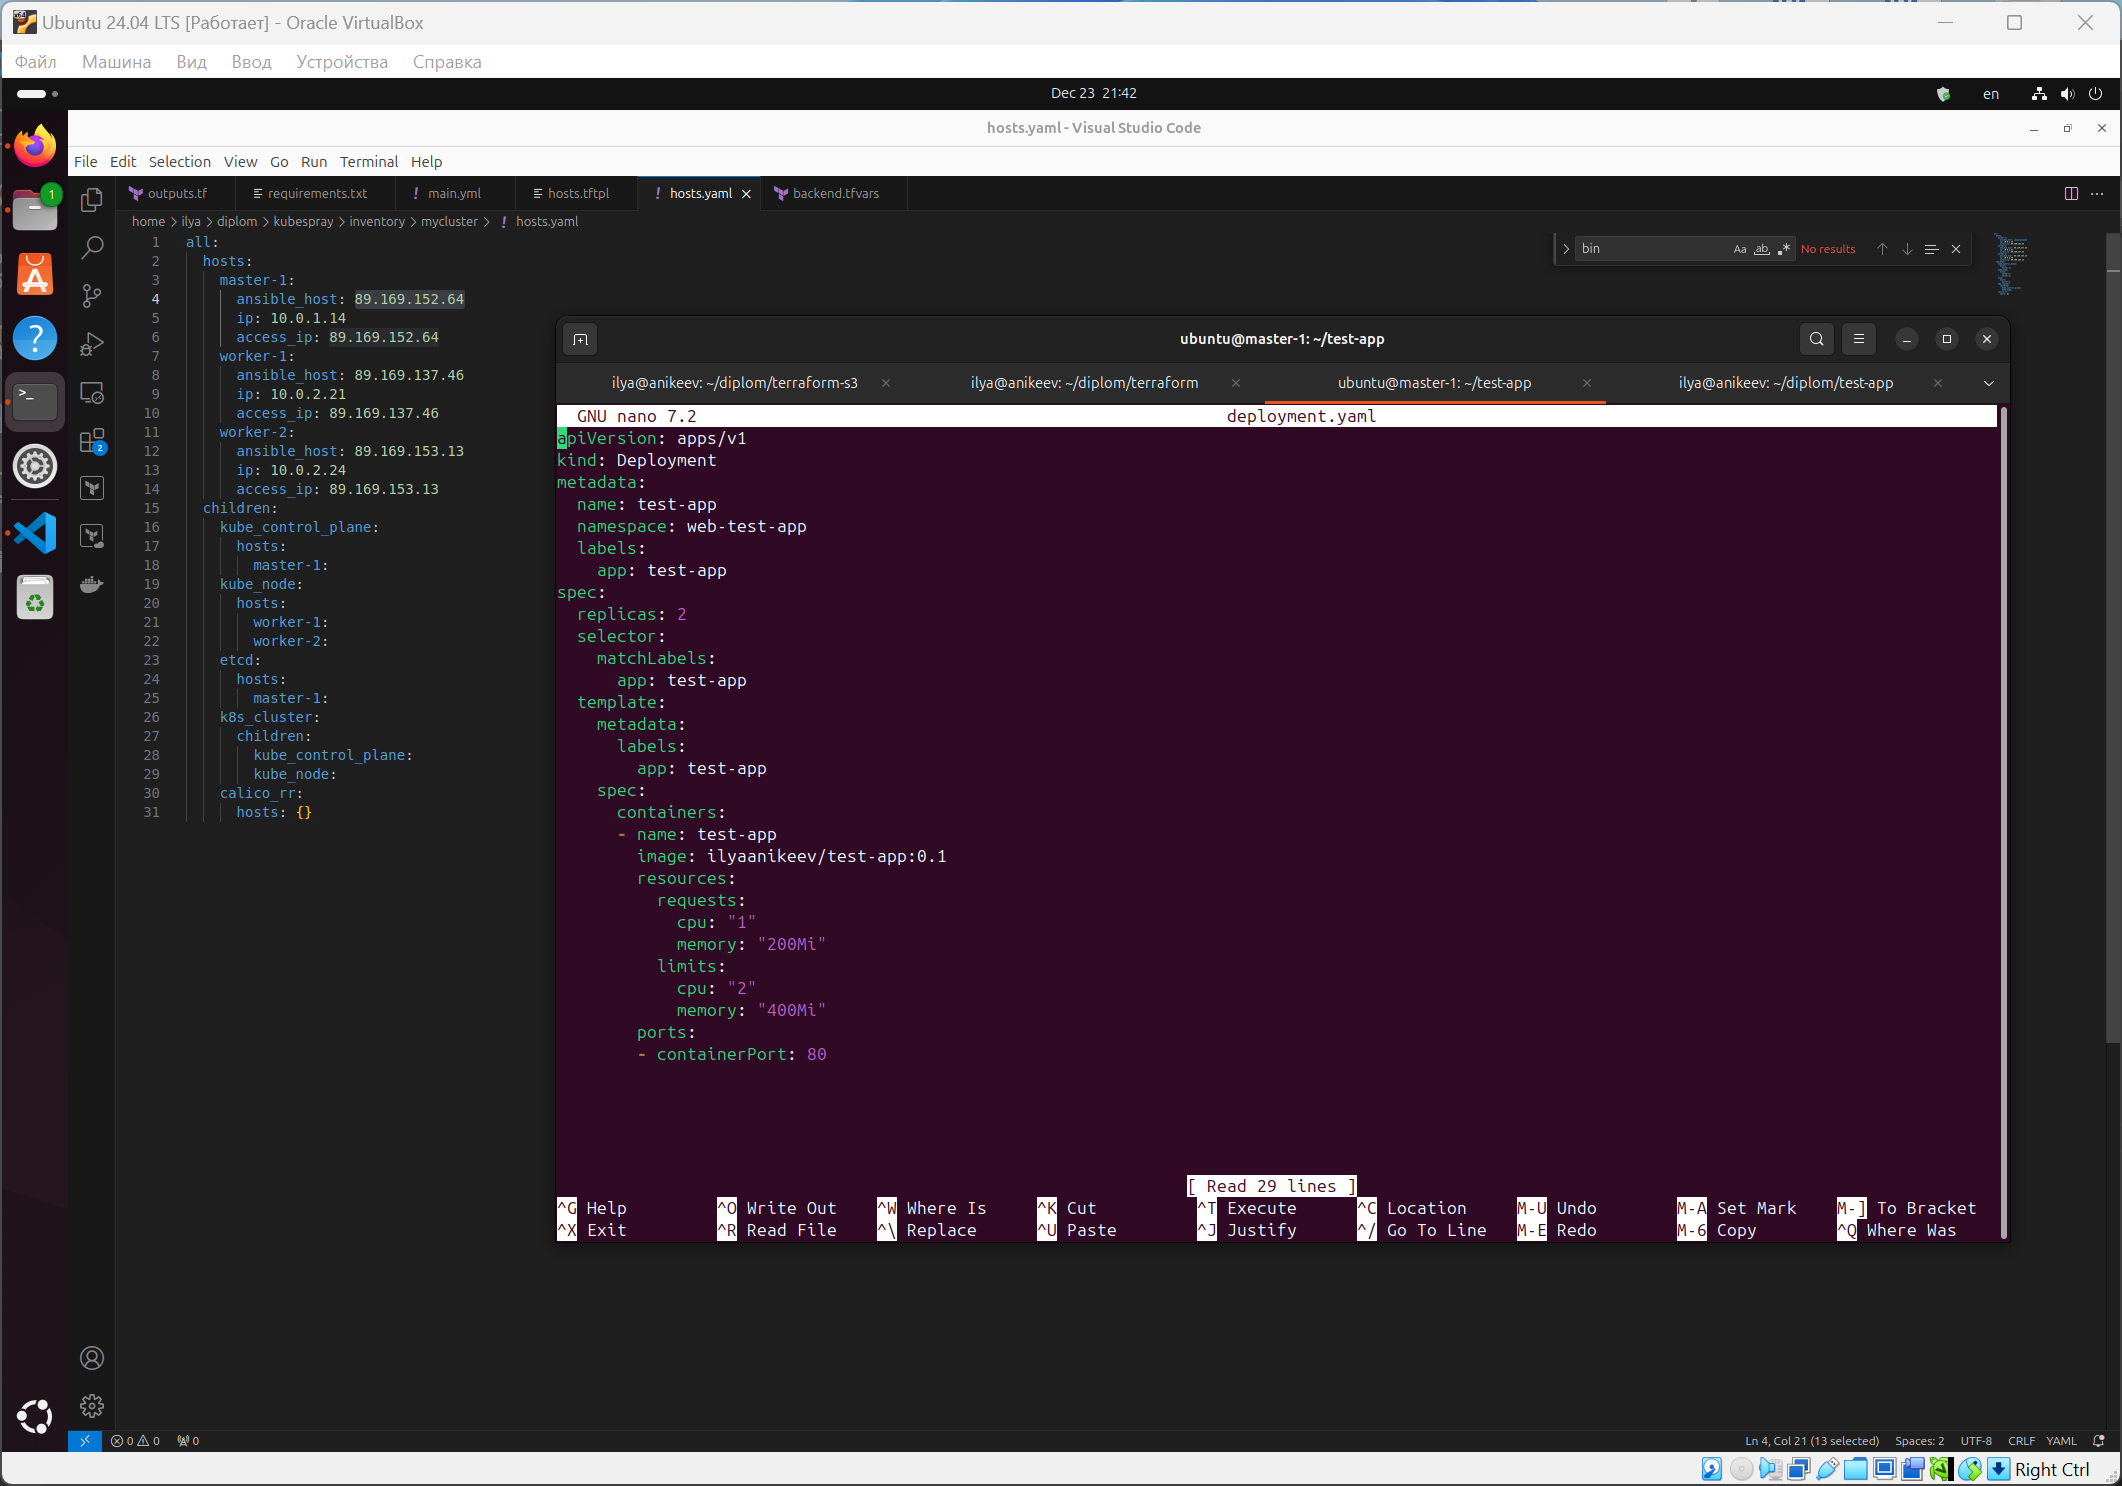 Ubuntu 24.04 LTS [Работает] - Oracle VirtualBox
Файл Машина Вид Ввод Устройства Справка
Dec 23 21:42
en
hosts.yaml - Visual Studio Code
File Edit Selection View Go Run Terminal Help
outputs.tf requirements.txt ! main.yml hosts.tftpl ! hosts.yaml backend.tfvars
home > ilya > diplom > kubespray > inventory > mycluster > ! hosts.yaml
1 all:
2 hosts:
3 master-1:
4 ansible_host: 89.169.152.64
5 ip: 10.0.1.14
6 access_ip: 89.169.152.64
7 worker-1:
8 ansible_host: 89.169.137.46
9 ip: 10.0.2.21
10 access_ip: 89.169.137.46
11 worker-2:
12 ansible_host: 89.169.153.13
13 ip: 10.0.2.24
14 access_ip: 89.169.153.13
15 children:
16 kube_control_plane:
17 hosts:
18 master-1:
19 kube_node:
20 hosts:
21 worker-1:
22 worker-2:
23 etcd:
24 hosts:
25 master-1:
26 k8s_cluster:
27 children:
28 kube_control_plane:
29 kube_node:
30 calico_rr:
31 hosts: {}
bin Aa ab .* No results
1
2
ubuntu@master-1: ~/test-app
ilya@anikeev: ~/diplom/terraform-s3 ilya@anikeev: ~/diplom/terraform ubuntu@master-1: ~/test-app ilya@anikeev: ~/diplom/test-app
GNU nano 7.2 deployment.yaml
apiVersion: apps/v1
kind: Deployment
metadata:
name: test-app
namespace: web-test-app
labels:
app: test-app
spec:
replicas: 2
selector:
matchLabels:
app: test-app
template:
metadata:
labels:
app: test-app
spec:
containers:
- name: test-app
image: ilyaanikeev/test-app:0.1
resources:
requests:
cpu: "1"
memory: "200Mi"
limits:
cpu: "2"
memory: "400Mi"
ports:
- containerPort: 80
[ Read 29 lines ]
^G Help ^O Write Out ^W Where Is ^K Cut ^T Execute ^C Location M-U Undo M-A Set Mark M-] To Bracket
^X Exit ^R Read File ^\ Replace ^U Paste ^J Justify ^/ Go To Line M-E Redo M-6 Copy ^Q Where Was
0 0 0 Ln 4, Col 21 (13 selected) Spaces: 2 UTF-8 CRLF YAML
Right Ctrl